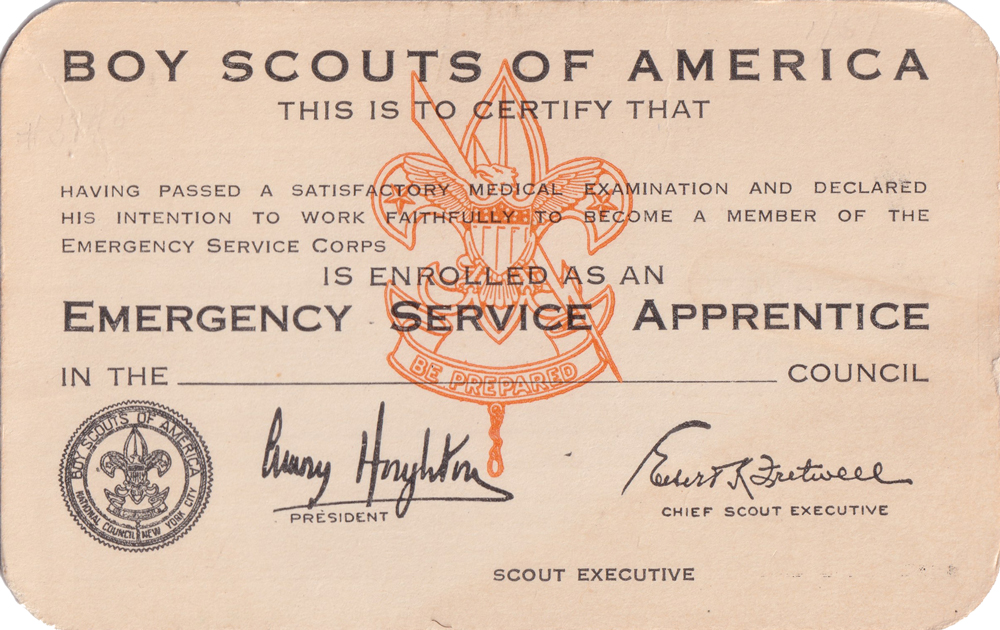 BOY SCOUTS OF AMERICA
THIS IS TO CERTIFY THAT
HAVING PASSED A SATISFACTORY MEDICAL EXAMINATION AND DECLARED
HIS INTENTION TO WORK FAITHFULLY TO BECOME A MEMBER OF THE
EMERGENCY SERVICE CORPS
IS ENROLLED AS AN
EMERGENCY SERVICE APPRENTICE
BE PREPARED
IN THE COUNCIL
BOY SCOUTS OF AMERICA
NATIONAL COUNCIL NEW YORK CITY
Amory Houghton
PRESIDENT
Elbert K Fretwell
CHIEF SCOUT EXECUTIVE
SCOUT EXECUTIVE